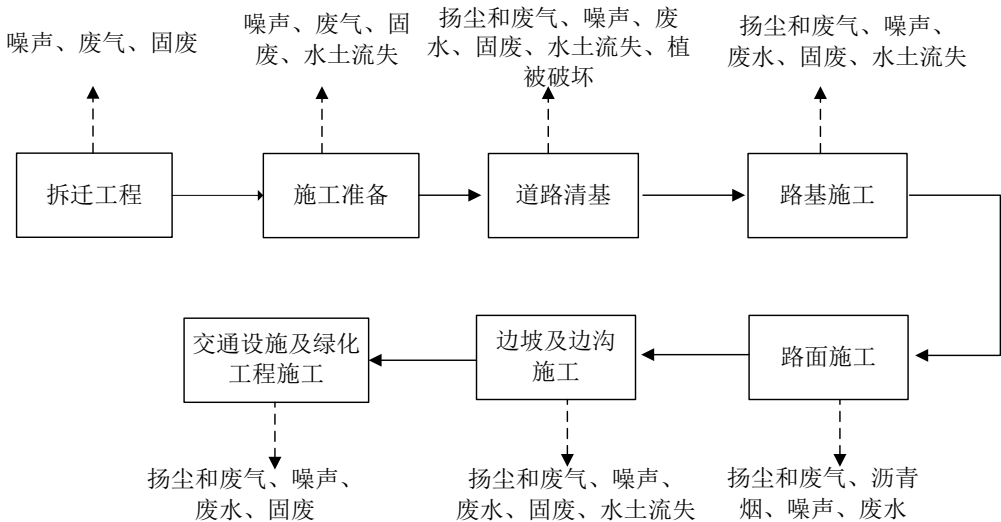 噪声、废气、固废
噪声、废气、固
废、水土流失
扬尘和废气、噪声、废
水、固废、水土流失、植
被破坏
扬尘和废气、噪声、
废水、固废、水土流失
拆迁工程
施工准备
道路清基
路基施工
交通设施及绿化
工程施工
边坡及边沟
施工
路面施工
扬尘和废气、噪声、
废水、固废
扬尘和废气、噪声、
废水、固废、水土流失
扬尘和废气、沥青
烟、噪声、废水